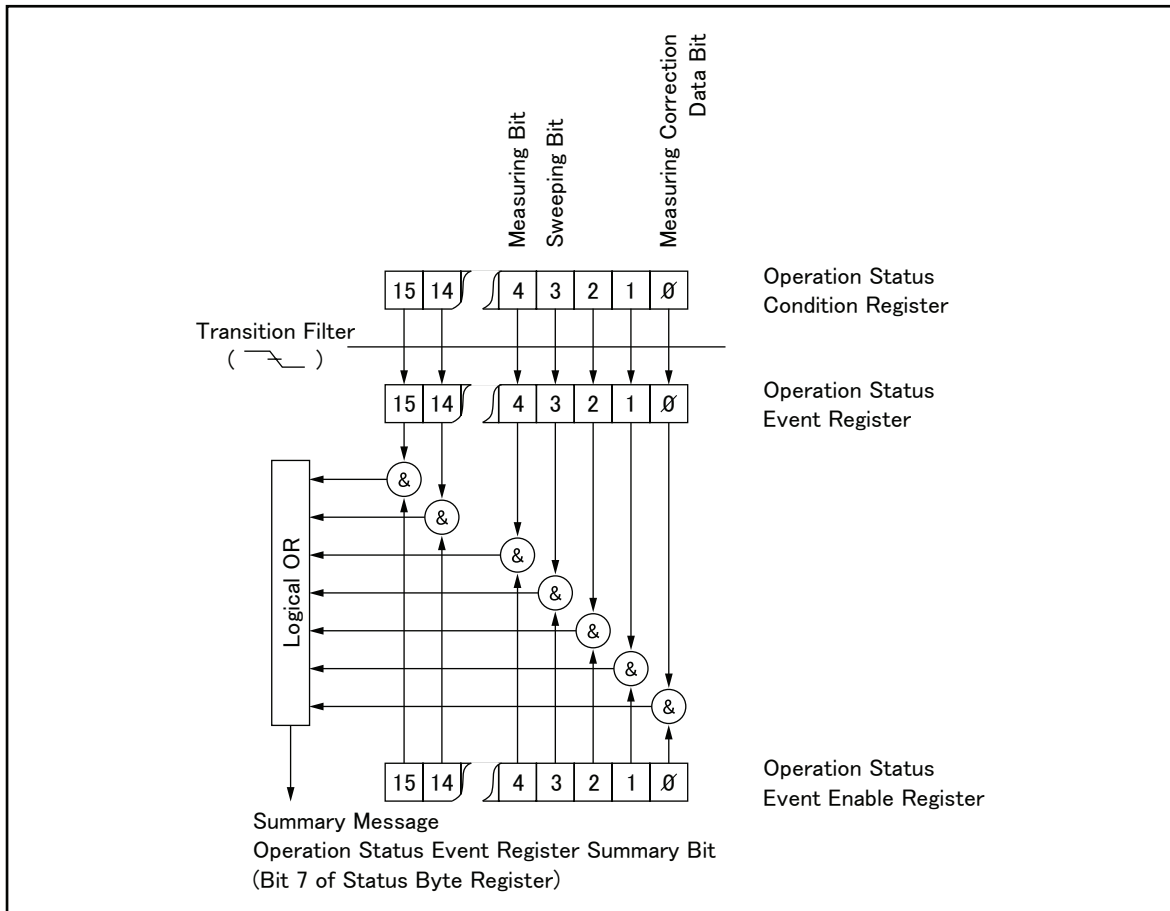 Measuring Bit
Sweeping Bit
Measuring Correction
Data Bit
15 14 4 3 2 1 0
Operation Status
Condition Register
Transition Filter
( )
15 14 4 3 2 1 0
Operation Status
Event Register
&
&
&
&
&
&
&
Logical OR
15 14 4 3 2 1 0
Operation Status
Event Enable Register
Summary Message
Operation Status Event Register Summary Bit
(Bit 7 of Status Byte Register)